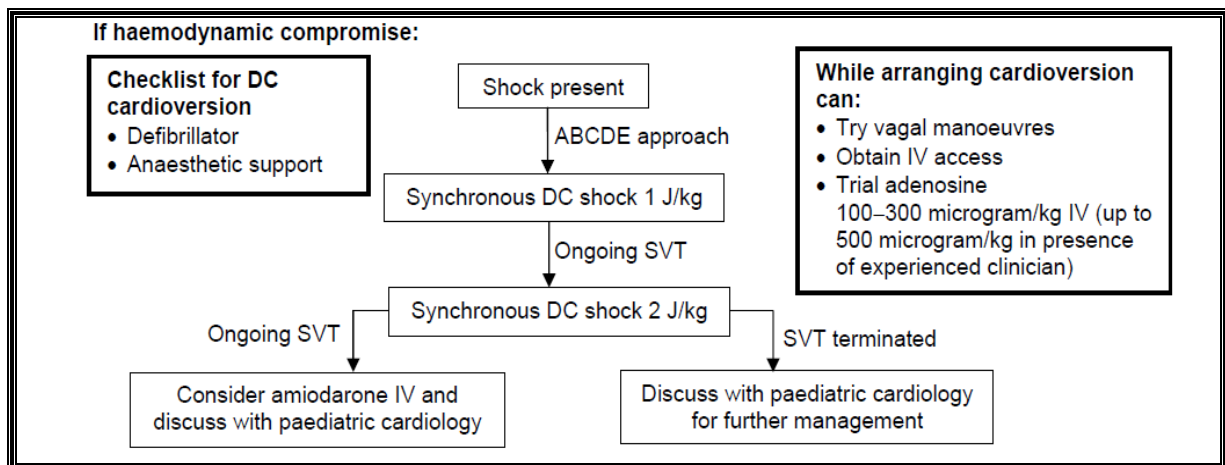 If haemodynamic compromise:
Checklist for DC
cardioversion
• Defibrillator
• Anaesthetic support
Shock present
ABCDE approach
Synchronous DC shock 1 J/kg
Ongoing SVT
Synchronous DC shock 2 J/kg
Ongoing SVT
SVT terminated
Consider amiodarone IV and
discuss with paediatric cardiology
Discuss with paediatric cardiology
for further management
While arranging cardioversion
can:
• Try vagal manoeuvres
• Obtain IV access
• Trial adenosine
100–300 microgram/kg IV (up to
500 microgram/kg in presence
of experienced clinician)